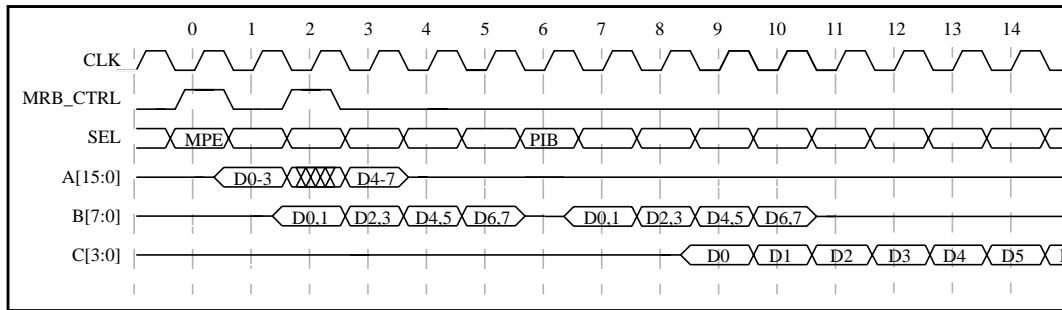 0 1 2 3 4 5 6 7 8 9 10 11 12 13 14
CLK
MRB_CTRL
SEL MPE PIB
A[15:0] D0-3 D4-7
B[7:0] D0,1 D2,3 D4,5 D6,7 D0,1 D2,3 D4,5 D6,7
C[3:0] D0 D1 D2 D3 D4 D5